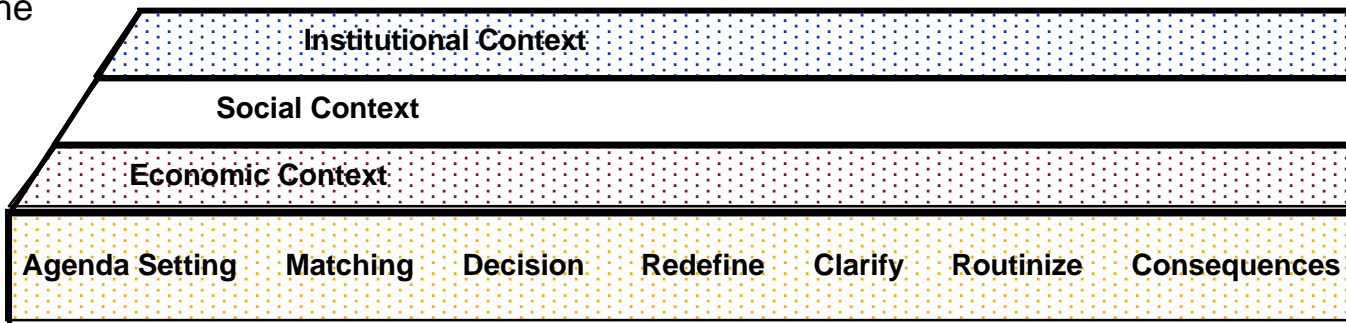 Institutional Context
Social Context
Economic Context
Agenda Setting Matching Decision Redefine Clarify Routinize Consequences